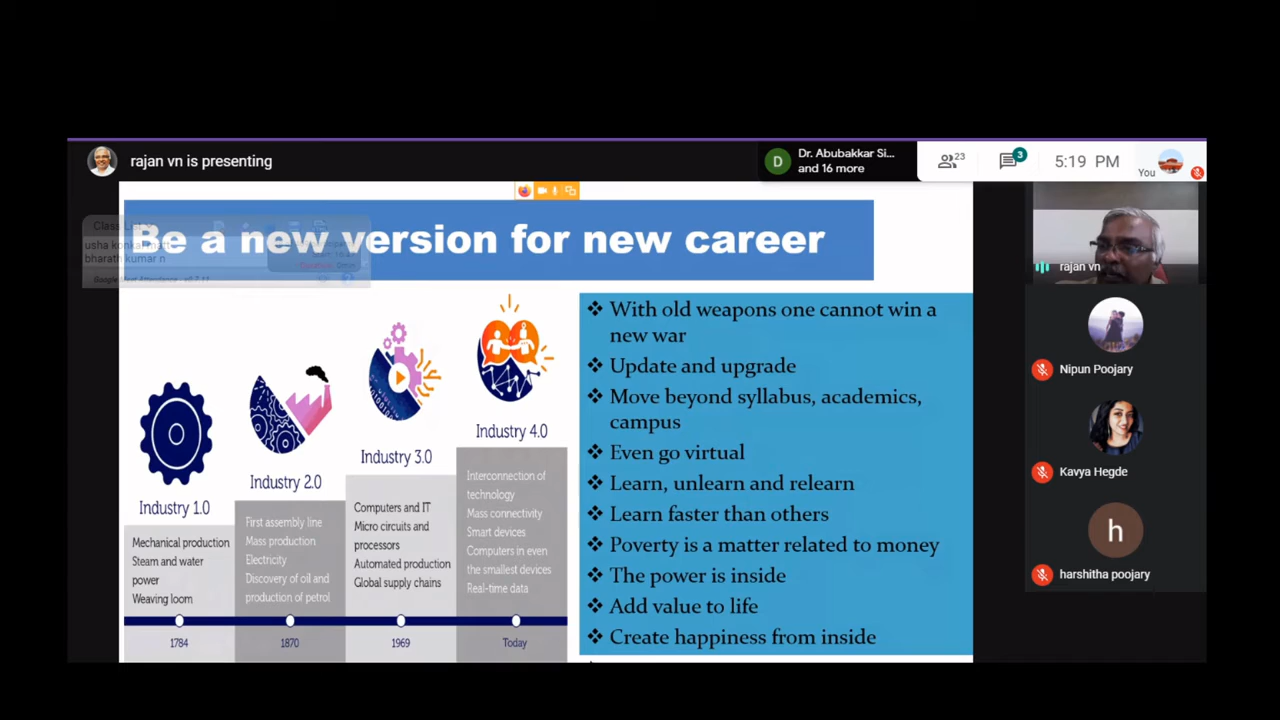 rajan vn is presenting
Dr. Abubakkar Si...
and 16 more
D
23
3
5:19 PM
You
Class List
usha konkal matt
bharath kumar n
Google Meet Attendance
Be a new version for new career
rajan vn
Nipun Poojary
Kavya Hegde
h
harshitha poojary
Industry 1.0
Mechanical production
Steam and water
power
Weaving loom
1784
Industry 2.0
First assembly line
Mass production
Electricity
Discovery of oil and
production of petrol
1870
Industry 3.0
Computers and IT
Micro circuits and
processors
Automated production
Global supply chains
1969
Industry 4.0
Interconnection of
technology
Mass connectivity
Smart devices
Computers in even
the smallest devices
Real-time data
Today
❖ With old weapons one cannot win a
new war
❖ Update and upgrade
❖ Move beyond syllabus, academics,
campus
❖ Even go virtual
❖ Learn, unlearn and relearn
❖ Learn faster than others
❖ Poverty is a matter related to money
❖ The power is inside
❖ Add value to life
❖ Create happiness from inside